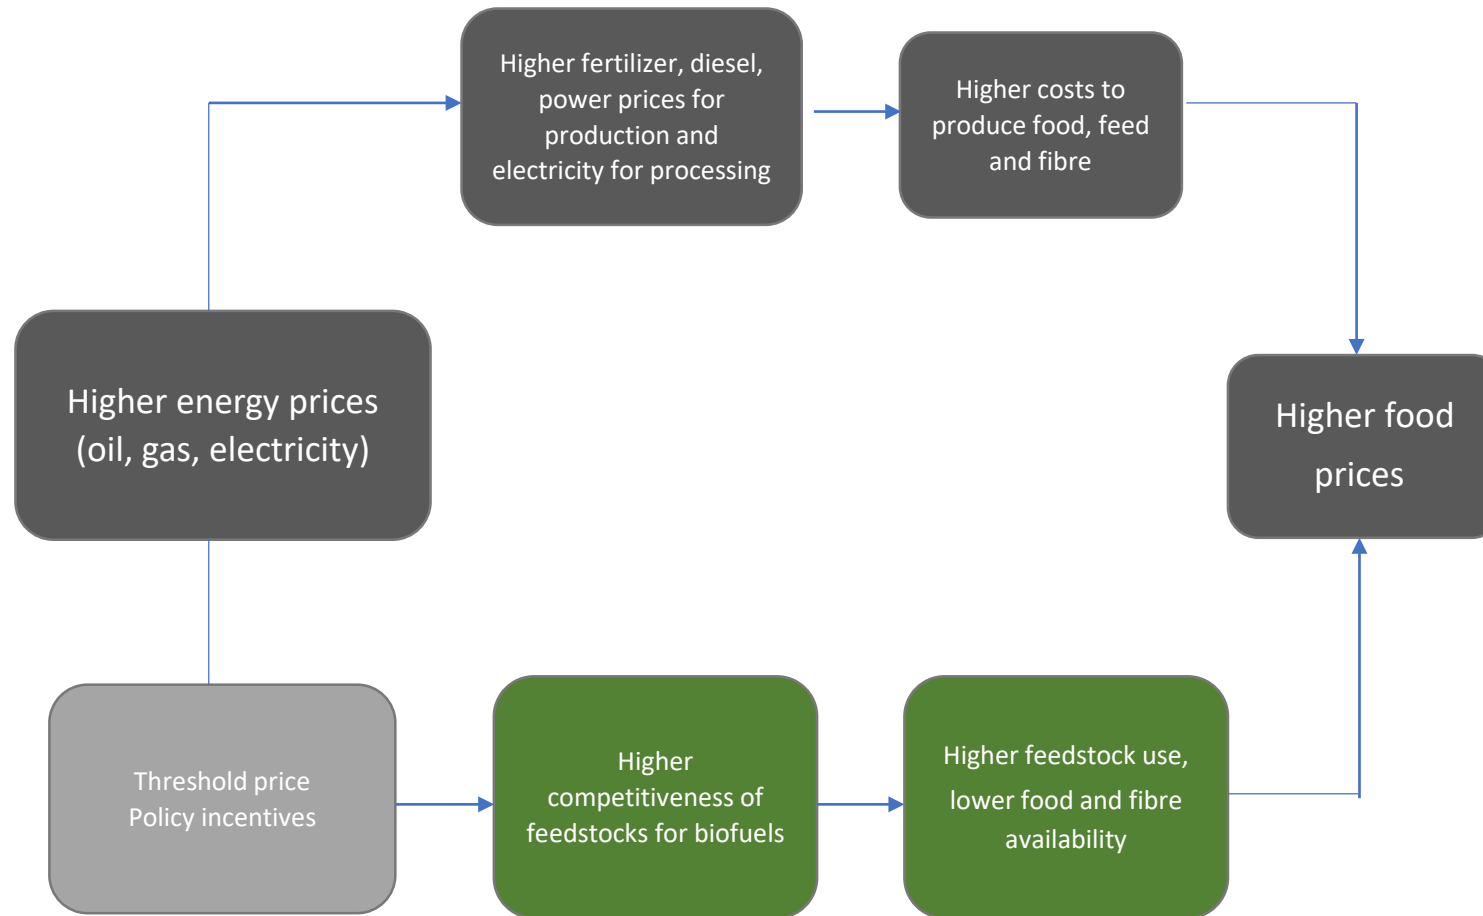 Higher fertilizer, diesel,
power prices for
production and
electricity for processing
Higher costs to
produce food, feed
and fibre
Higher energy prices
(oil, gas, electricity)
Higher food
prices
Threshold price
Policy incentives
Higher
competitiveness of
feedstocks for biofuels
Higher feedstock use,
lower food and fibre
availability